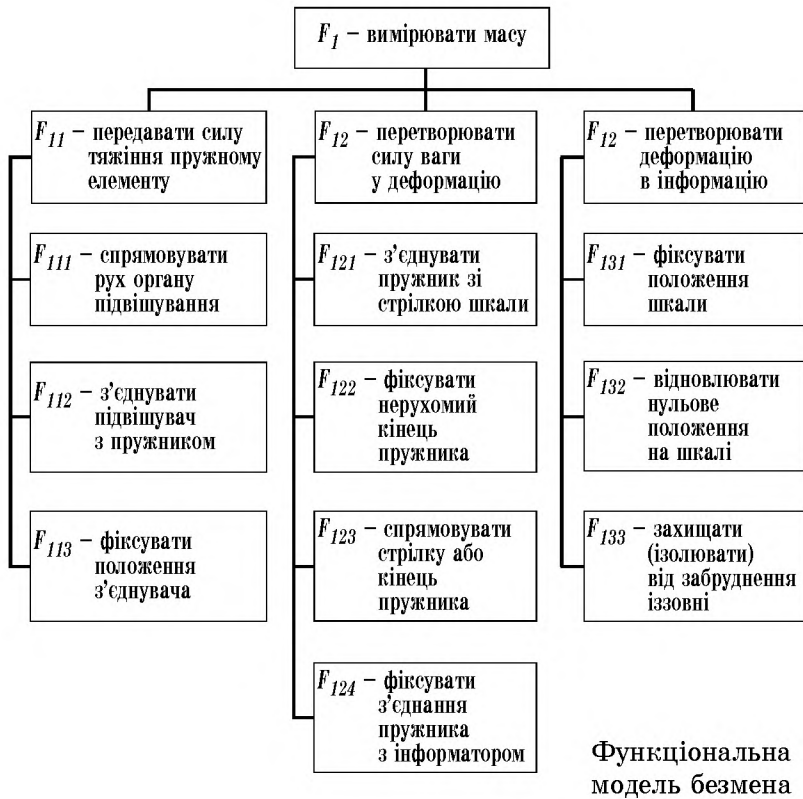 F1 – вимірювати масу
F11 – передавати силу
тяжіння пружному
елементу
F111 – спрямовувати
рух органу
підвішування
F112 – з’єднувати
підвішувач
з пружником
F113 – фіксувати
положення
з’єднувача
F12 – перетворювати
силу ваги
у деформацію
F121 – з’єднувати
пружник зі
стрілкою шкали
F122 – фіксувати
нерухомий
кінець
пружника
F123 – спрямовувати
стрілку або
кінець
пружника
F124 – фіксувати
з’єднання
пружника
з інформатором
F12 – перетворювати
деформацію
в інформацію
F131 – фіксувати
положення
шкали
F132 – відновлювати
нульове
положення
на шкалі
F133 – захищати
(ізолювати)
від забруднення
іззовні
Функціональна
модель безмена